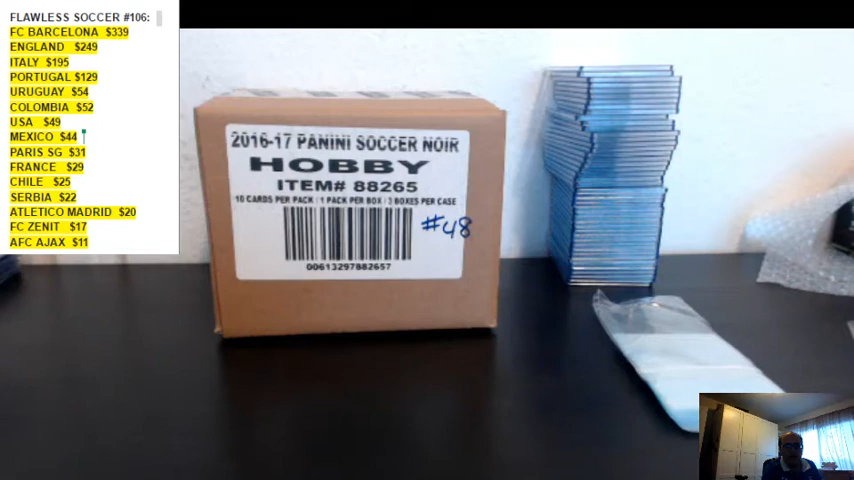 FLAWLESS SOCCER #106:
FC BARCELONA $339
ENGLAND $249
ITALY $195
PORTUGAL $129
URUGUAY $54
COLOMBIA $52
USA $49
MEXICO $44
PARIS SG $31
FRANCE $29
CHILE $25
SERBIA $22
ATLETICO MADRID $20
FC ZENIT $17
AFC AJAX $11
2016-17 PANINI SOCCER NOIR
HOBBY
ITEM# 88265
10 CARDS PER PACK / 1 PACK PER BOX / 3 BOXES PER CASE
#48
00613297882657